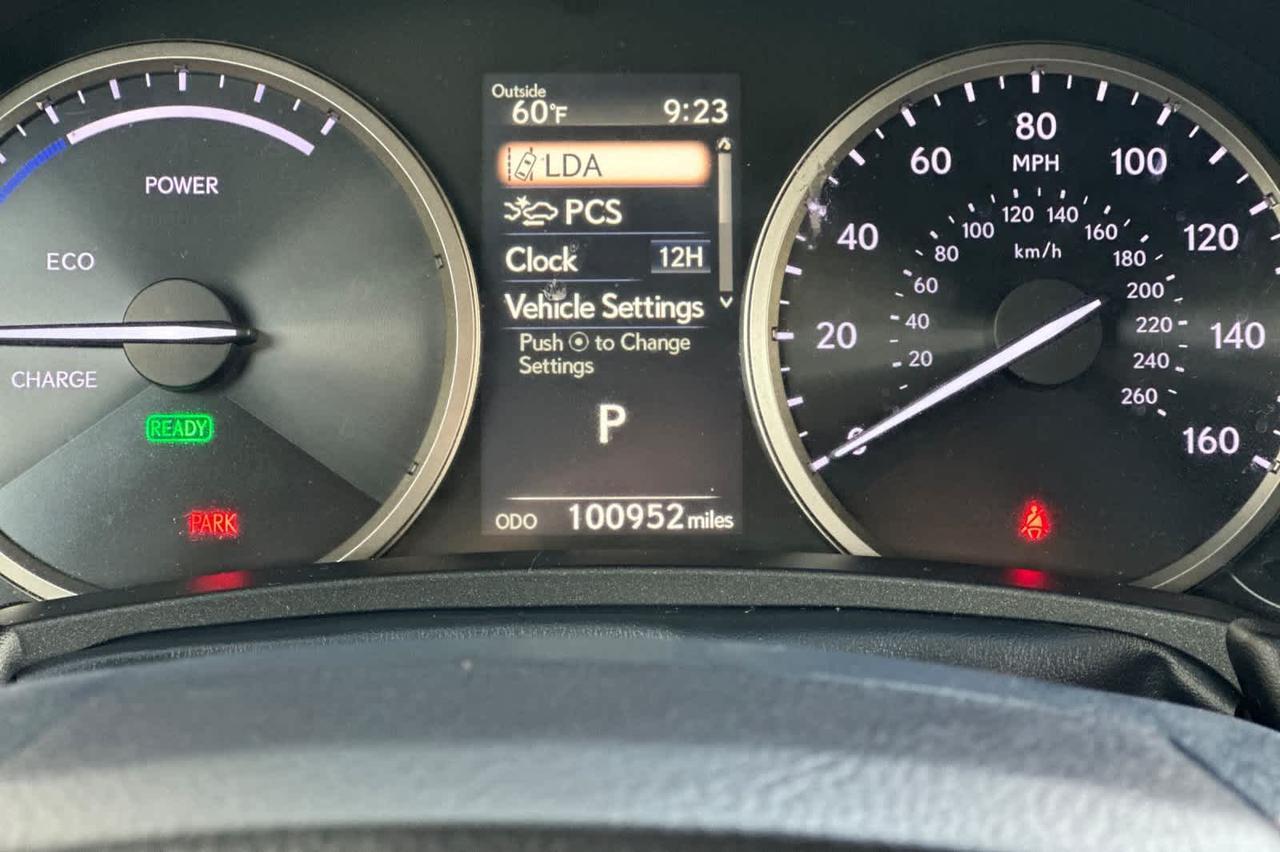 POWER
ECO
CHARGE
READY
PARK
Outside
60°F 9:23
LDA
PCS
Clock 12H
Vehicle Settings
Push to Change
Settings
P
ODO 100952 miles
0
20
40
60
80
100
120
140
160
MPH
20
40
60
80
100
120
140
160
180
200
220
240
260
km/h